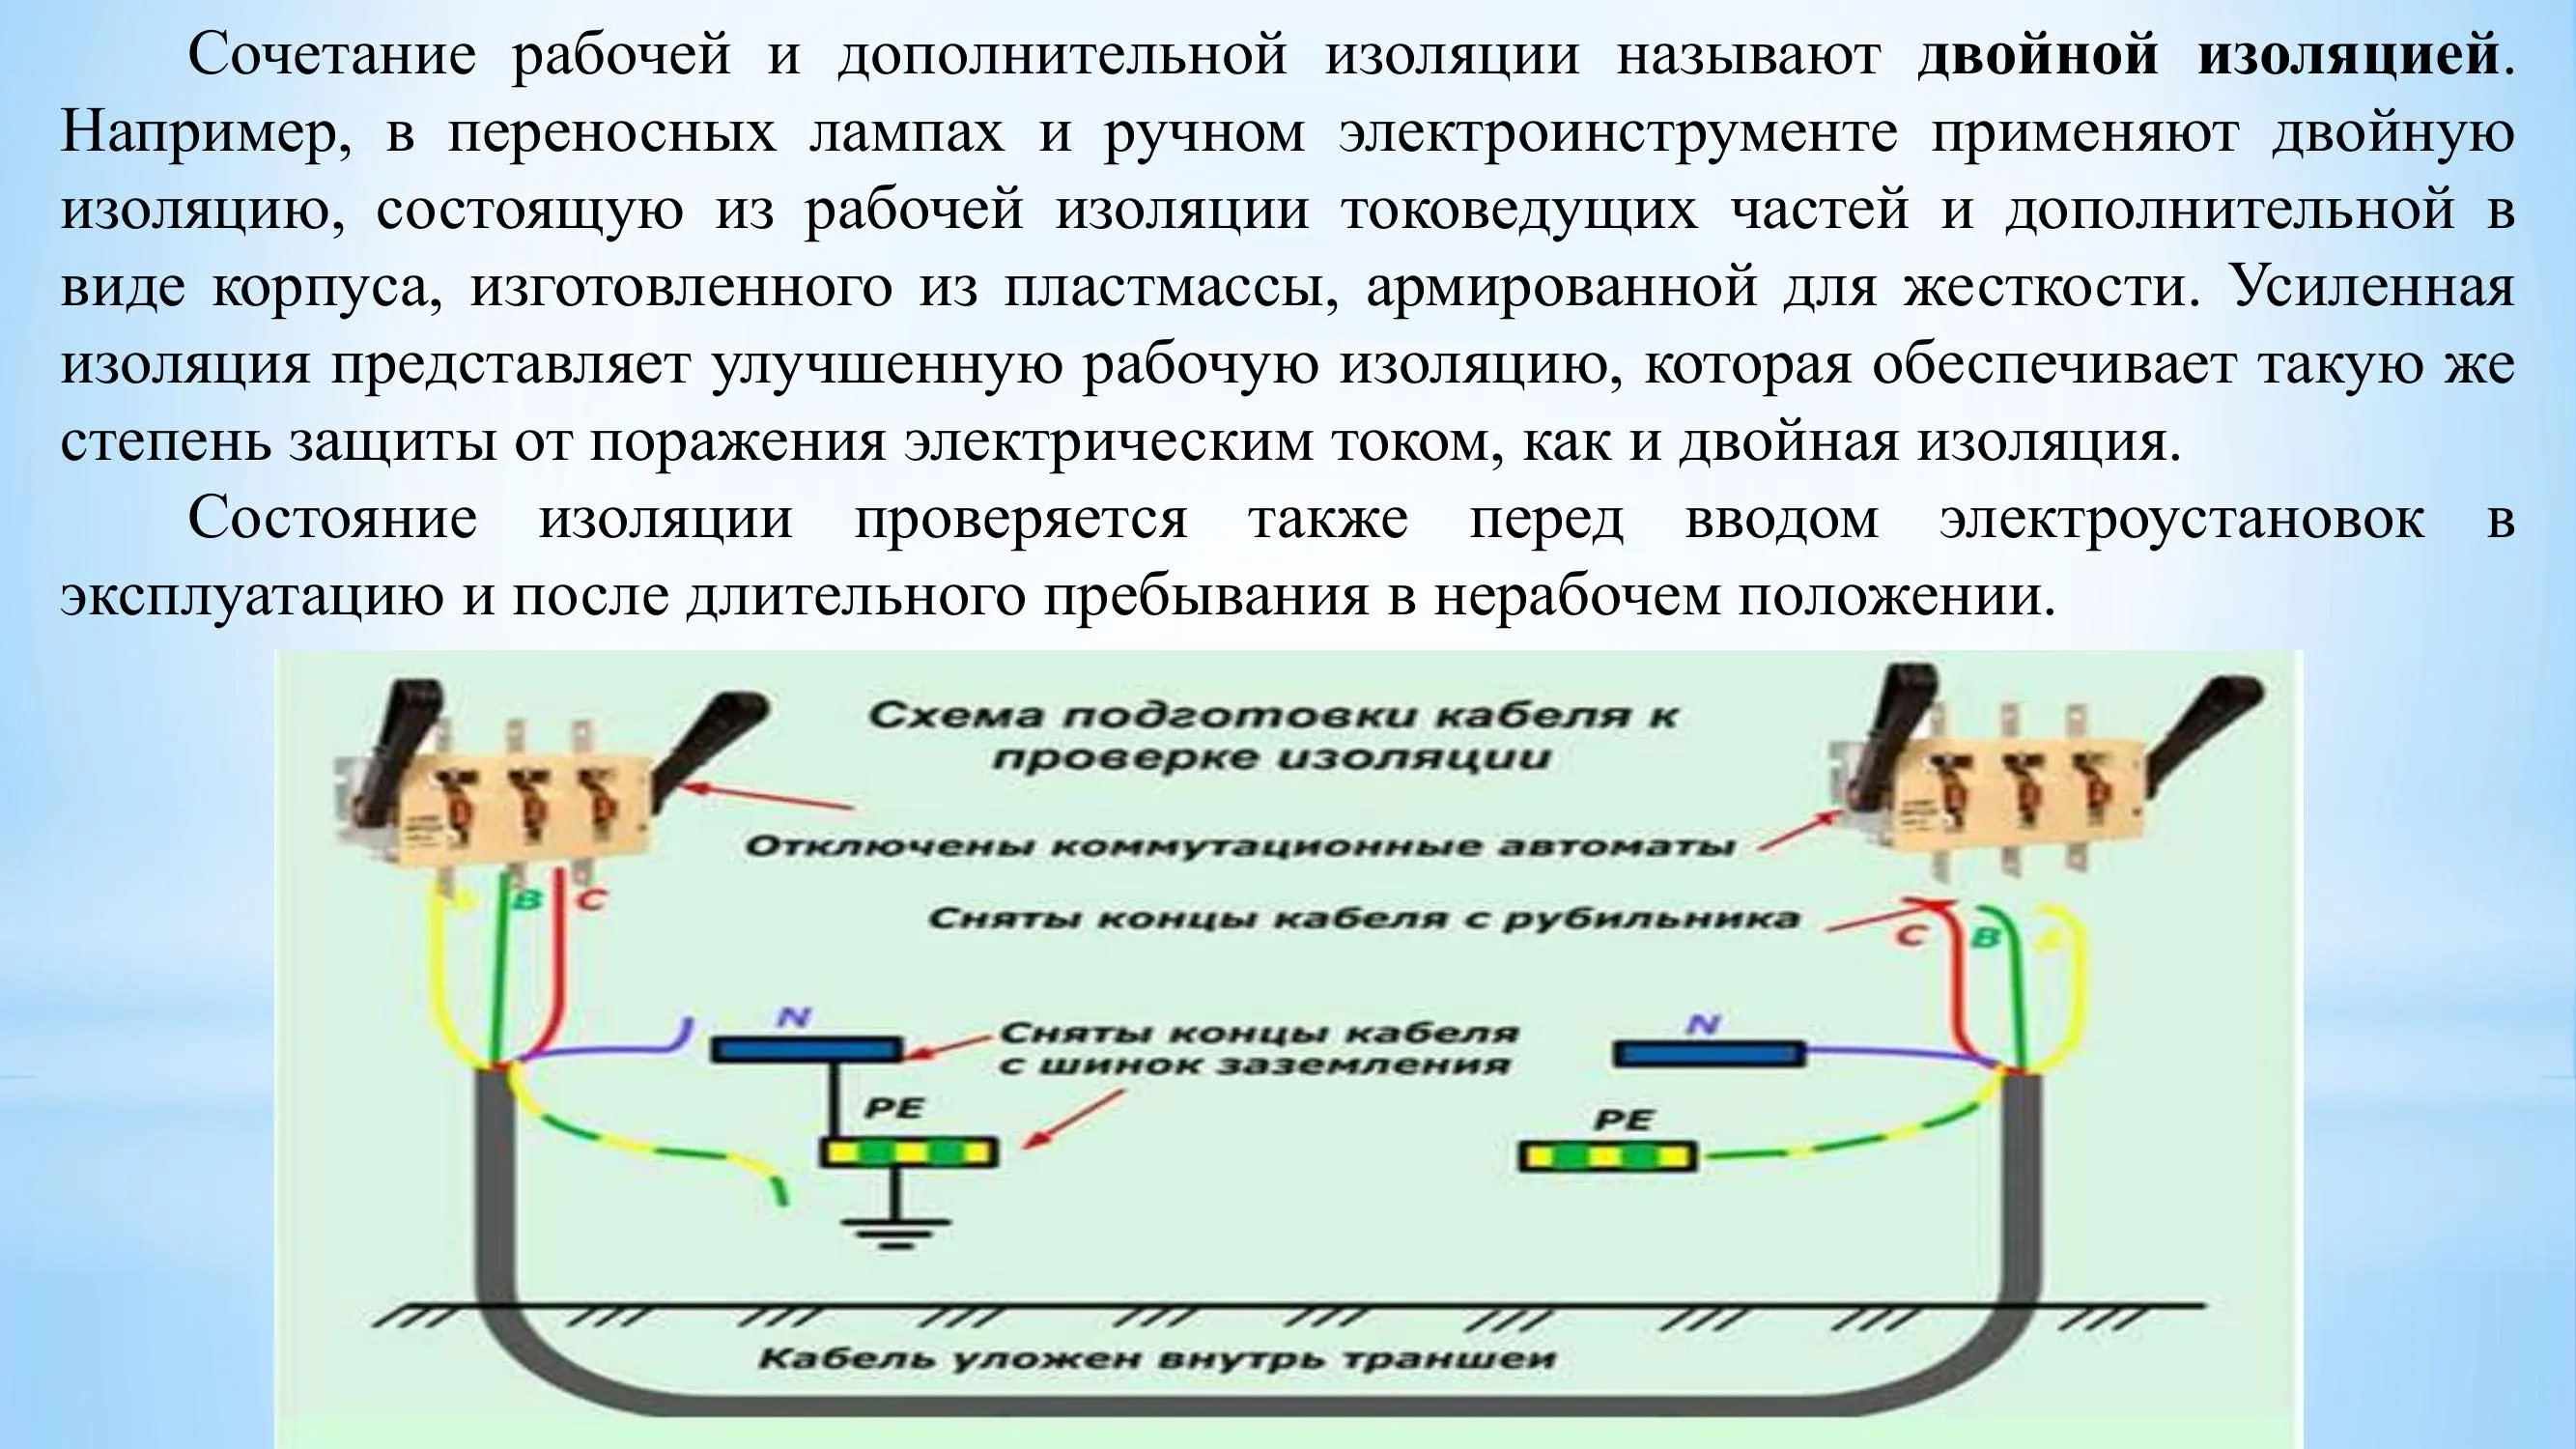 Сочетание рабочей и дополнительной изоляции называют двойной изоляцией.
Например, в переносных лампах и ручном электроинструменте применяют двойную
изоляцию, состоящую из рабочей изоляции токоведущих частей и дополнительной в
виде корпуса, изготовленного из пластмассы, армированной для жесткости. Усиленная
изоляция представляет улучшенную рабочую изоляцию, которая обеспечивает такую же
степень защиты от поражения электрическим током, как и двойная изоляция.
Состояние изоляции проверяется также перед вводом электроустановок в
эксплуатацию и после длительного пребывания в нерабочем положении.
Схема подготовки кабеля к
проверке изоляции
Отключены коммутационные автоматы
A B C
Сняты концы кабеля с рубильника
C B A
N
Сняты концы кабеля
с шинок заземления
N
PE
PE
Кабель уложен внутрь траншеи